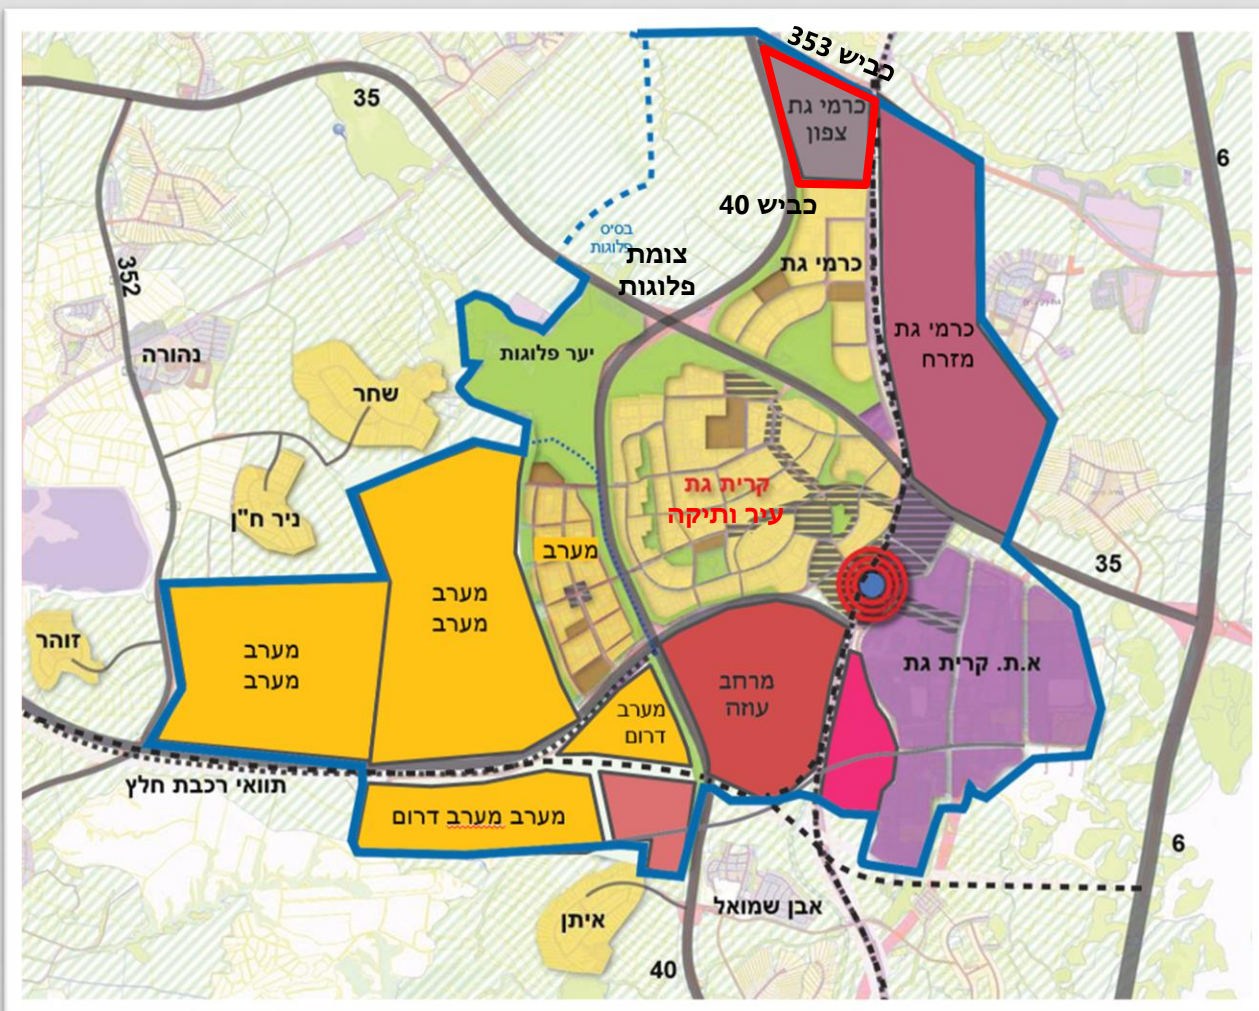 כביש 353
35
כרמי גת
צפון
6
כביש 40
בסיס
פלוגות
צומת
פלוגות
כרמי גת
352
כרמי גת
מזרח
נהורה
יער פלוגות
שחר
קרית גת
עיר ותיקה
ניר ח"ן
מערב
35
מערב
מערב
זוהר
מערב
מערב
א.ת. קרית גת
מרחב
עוזה
מערב
דרום
תוואי רכבת חלץ
מערב מערב דרום
6
אבן שמואל
איתן
40